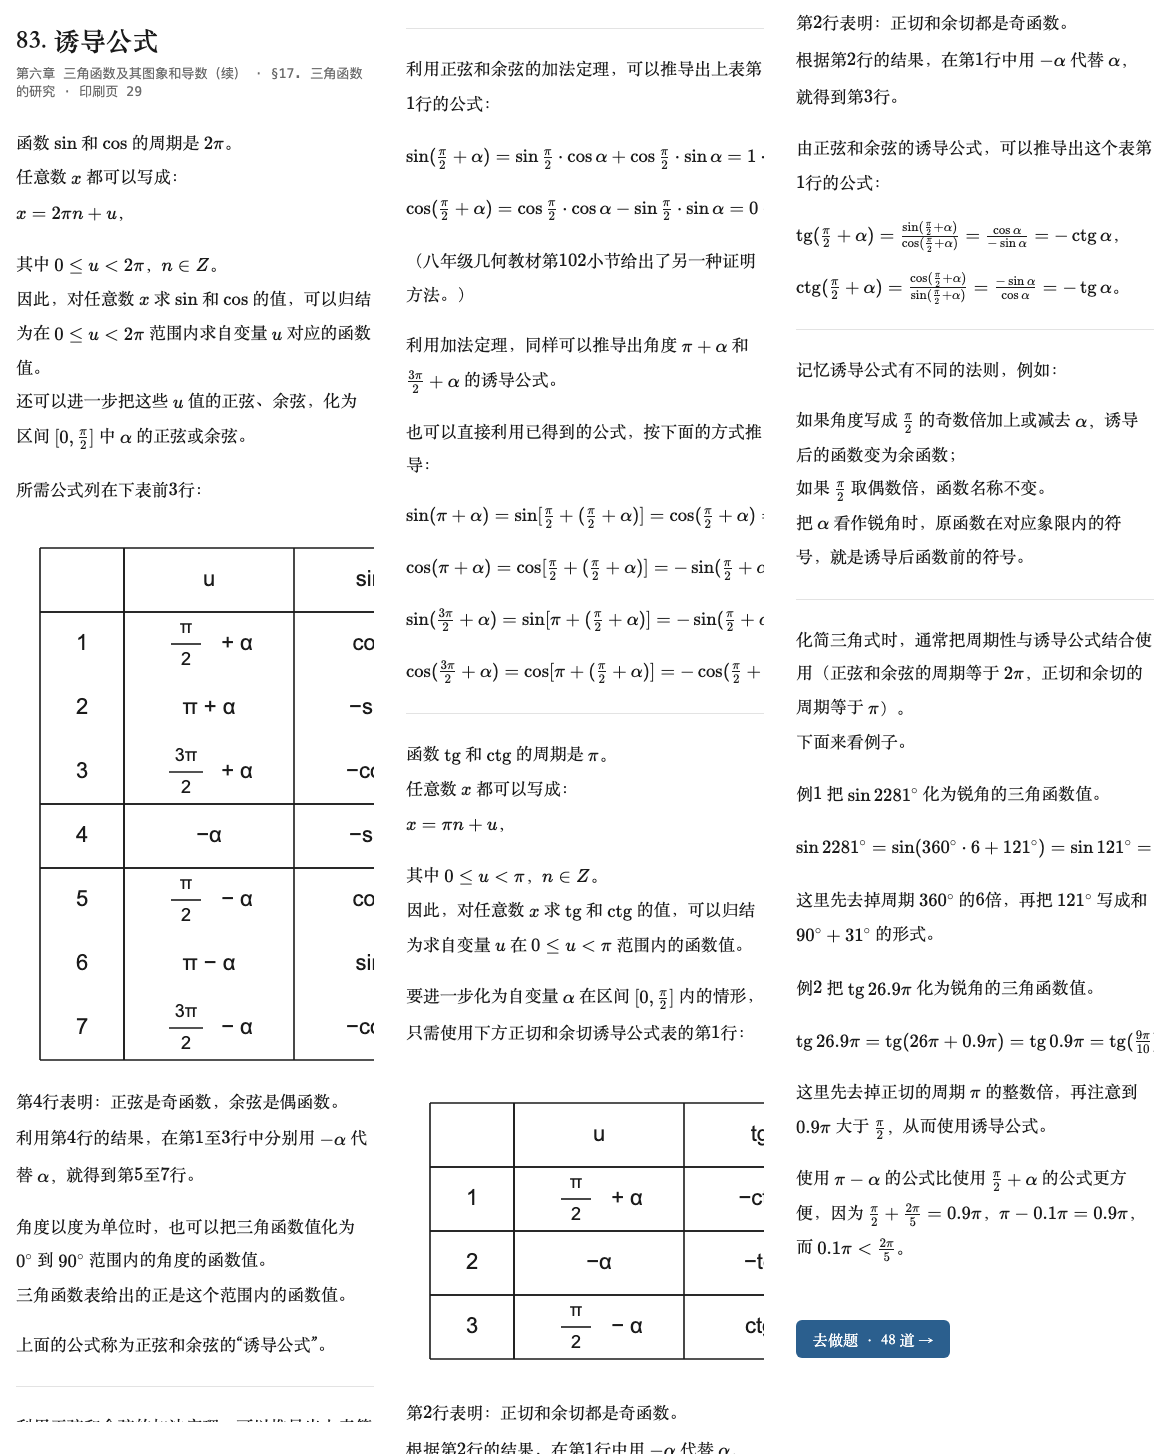 83. 诱导公式
第六章 三角函数及其图象和导数（续） · §17. 三角函数
的研究 · 印刷页 29
函数 sin 和 cos 的周期是 2π。
任意数 x 都可以写成：
x = 2πn + u，
其中 0 ≤ u < 2π，n ∈ Z。
因此，对任意数 x 求 sin 和 cos 的值，可以归结
为在 0 ≤ u < 2π 范围内求自变量 u 对应的函数
值。
还可以进一步把这些 u 值的正弦、余弦，化为
区间 [0, π/2] 中 α 的正弦或余弦。
所需公式列在下表前3行：
u sin
1 π/2 + α co
2 π + α −s
3 3π/2 + α −co
4 −α −s
5 π/2 − α co
6 π − α sin
7 3π/2 − α −co
第4行表明：正弦是奇函数，余弦是偶函数。
利用第4行的结果，在第1至3行中分别用 −α 代
替 α，就得到第5至7行。
角度以度为单位时，也可以把三角函数值化为
0° 到 90° 范围内的角度的函数值。
三角函数表给出的正是这个范围内的函数值。
上面的公式称为正弦和余弦的“诱导公式”。
利用正弦和余弦的加法定理，可以推导出上表第
1行的公式：
sin(π/2 + α) = sin π/2 · cos α + cos π/2 · sin α = 1 ·
cos(π/2 + α) = cos π/2 · cos α − sin π/2 · sin α = 0
（八年级几何教材第102小节给出了另一种证明
方法。）
利用加法定理，同样可以推导出角度 π + α 和
3π/2 + α 的诱导公式。
也可以直接利用已得到的公式，按下面的方式推
导：
sin(π + α) = sin[π/2 + (π/2 + α)] = cos(π/2 + α) =
cos(π + α) = cos[π/2 + (π/2 + α)] = − sin(π/2 + α
sin(3π/2 + α) = sin[π + (π/2 + α)] = − sin(π/2 + α
cos(3π/2 + α) = cos[π + (π/2 + α)] = − cos(π/2 +
函数 tg 和 ctg 的周期是 π。
任意数 x 都可以写成：
x = πn + u，
其中 0 ≤ u < π，n ∈ Z。
因此，对任意数 x 求 tg 和 ctg 的值，可以归结
为求自变量 u 在 0 ≤ u < π 范围内的函数值。
要进一步化为自变量 α 在区间 [0, π/2] 内的情形，
只需使用下方正切和余切诱导公式表的第1行：
u tg
1 π/2 + α −ct
2 −α −t
3 π/2 − α ctg
第2行表明：正切和余切都是奇函数。
根据第2行的结果，在第1行中用 −α 代替 α，
就得到第3行。
由正弦和余弦的诱导公式，可以推导出这个表第
1行的公式：
tg(π/2 + α) = sin(π/2+α)/cos(π/2+α) = cos α/−sin α = − ctg α，
ctg(π/2 + α) = cos(π/2+α)/sin(π/2+α) = −sin α/cos α = − tg α。
记忆诱导公式有不同的法则，例如：
如果角度写成 π/2 的奇数倍加上或减去 α，诱导
后的函数变为余函数；
如果 π/2 取偶数倍，函数名称不变。
把 α 看作锐角时，原函数在对应象限内的符
号，就是诱导后函数前的符号。
化简三角式时，通常把周期性与诱导公式结合使
用（正弦和余弦的周期等于 2π，正切和余切的
周期等于 π）。
下面来看例子。
例1 把 sin 2281° 化为锐角的三角函数值。
sin 2281° = sin(360° · 6 + 121°) = sin 121° =
这里先去掉周期 360° 的6倍，再把 121° 写成和
90° + 31° 的形式。
例2 把 tg 26.9π 化为锐角的三角函数值。
tg 26.9π = tg(26π + 0.9π) = tg 0.9π = tg(9π/10
这里先去掉正切的周期 π 的整数倍，再注意到
0.9π 大于 π/2，从而使用诱导公式。
使用 π − α 的公式比使用 π/2 + α 的公式更方
便，因为 π/2 + 2π/5 = 0.9π，π − 0.1π = 0.9π，
而 0.1π < 2π/5。
去做题 · 48 道 →